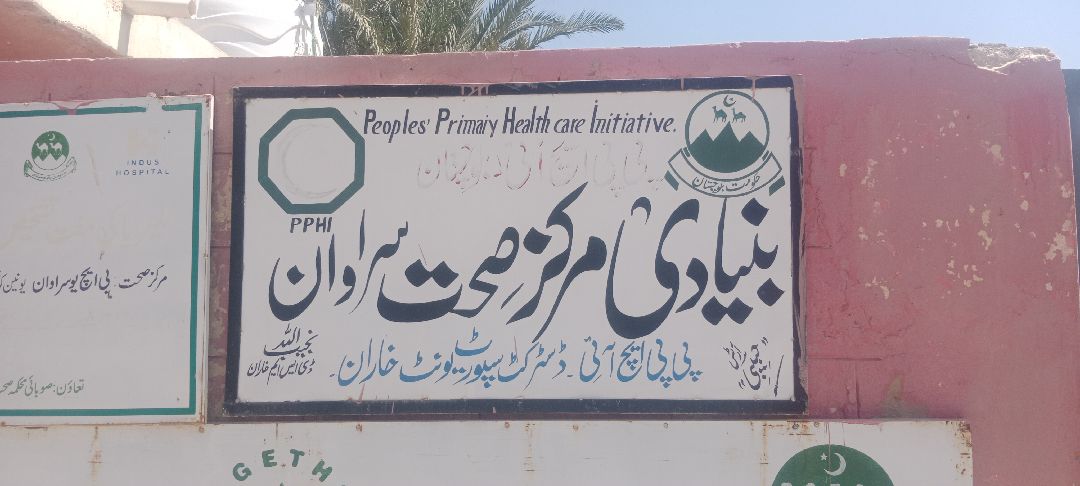 Peoples' Primary Health care Initiative.
پی پی ایچ آئی بلوچستان
حکومت بلوچستان
PPHI
بنیادی مرکز صحت سراوان
پی پی ایچ آئی۔ ڈسٹرکٹ سپورٹ یونٹ خاران۔
نجیب اللہ
ڈی ایس ایم خاران
INDUS
HOSPITAL
مرکز صحت: بی ایچ یو سراوان یونین
تعاون: صوبائی محکمہ صحت
GETH